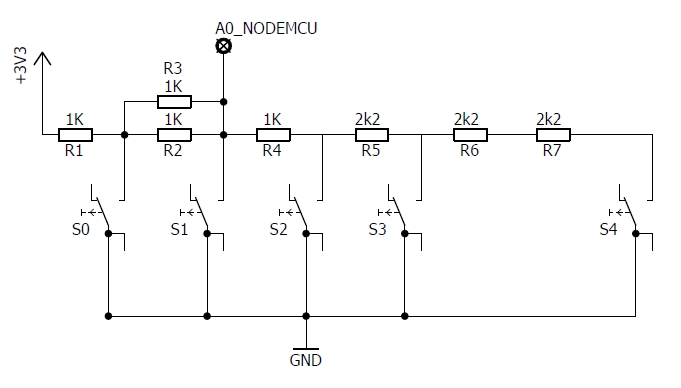 A0_NODEMCU
+3V3
R3
1K
1K
1K
1K
2k2
2k2
2k2
R1
R2
R4
R5
R6
R7
S0
S1
S2
S3
S4
GND